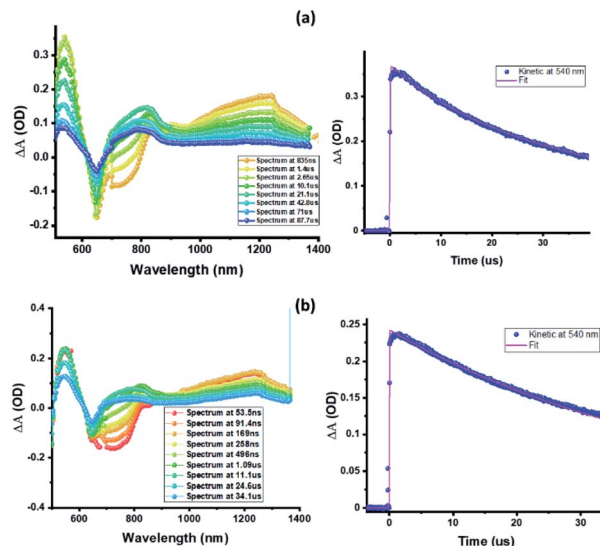 (a)
ΔA (OD)
0.3
0.2
0.1
0.0
-0.1
-0.2
600
800
1000
1200
1400
Wavelength (nm)
Spectrum at 835ns
Spectrum at 1.4us
Spectrum at 2.65us
Spectrum at 10.1us
Spectrum at 21.1us
Spectrum at 42.8us
Spectrum at 71us
Spectrum at 87.7us
ΔA (OD)
0.3
0.2
0.1
0.0
0
10
20
30
Time (us)
Kinetic at 540 nm
Fit
(b)
ΔA (OD)
0.4
0.2
0.0
-0.2
-0.4
600
800
1000
1200
1400
Wavelength (nm)
Spectrum at 53.5ns
Spectrum at 91.4ns
Spectrum at 169ns
Spectrum at 258ns
Spectrum at 496ns
Spectrum at 1.09us
Spectrum at 11.1us
Spectrum at 24.6us
Spectrum at 34.1us
ΔA (OD)
0.25
0.2
0.15
0.1
0.05
0
0
10
20
30
Time (us)
Kinetic at 540 nm
Fit